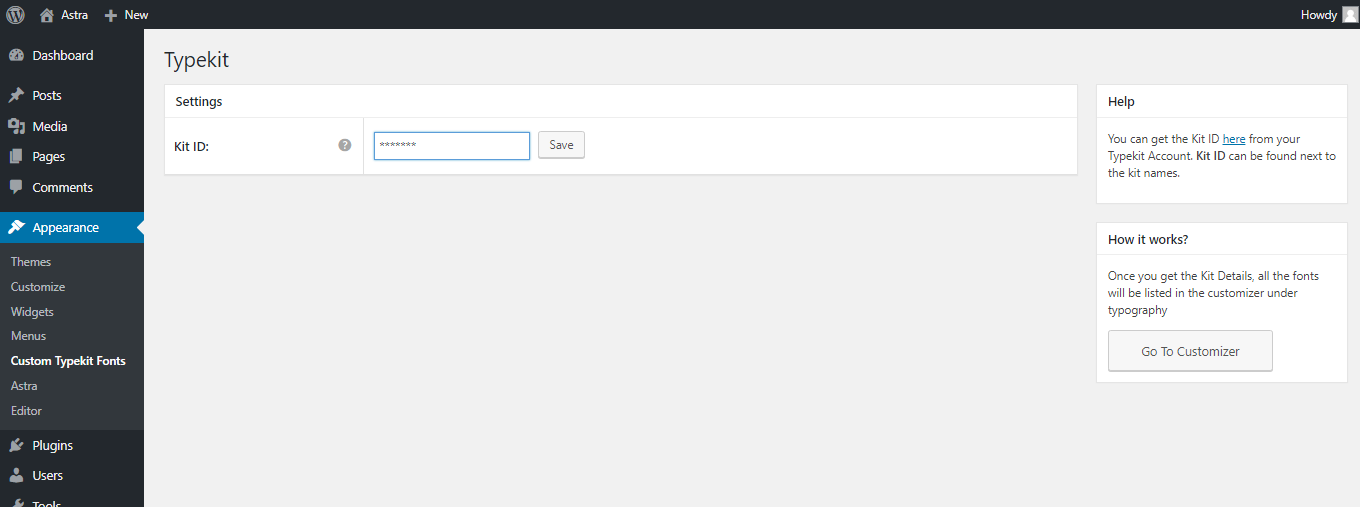 Astra
New
Howdy
Dashboard
Posts
Media
Pages
Comments
Appearance
Themes
Customize
Widgets
Menus
Custom Typekit Fonts
Astra
Editor
Plugins
Users
Tools
Typekit
Settings
Kit ID:
?
*******
Save
Help
You can get the Kit ID here from your
Typekit Account. Kit ID can be found next to
the kit names.
How it works?
Once you get the Kit Details, all the fonts
will be listed in the customizer under
typography
Go To Customizer